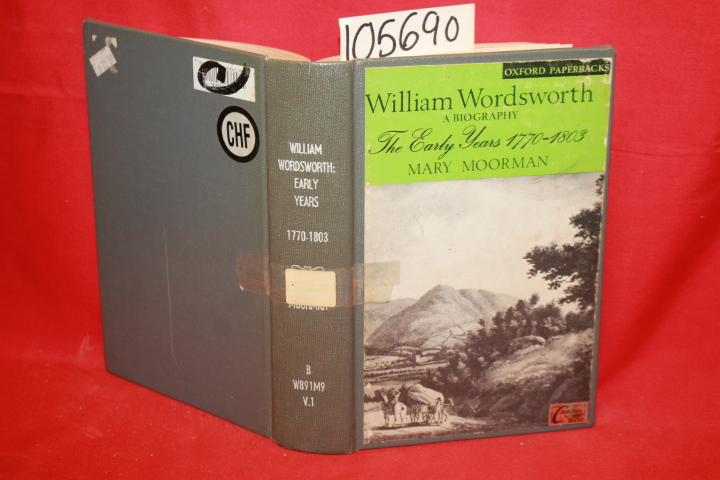 105690
CHF
WILLIAM
WORDSWORTH:
EARLY
YEARS
1770-1803
B
W891M9
V.1
OXFORD PAPERBACKS
William Wordsworth
A BIOGRAPHY
The Early Years 1770-1803
MARY MOORMAN